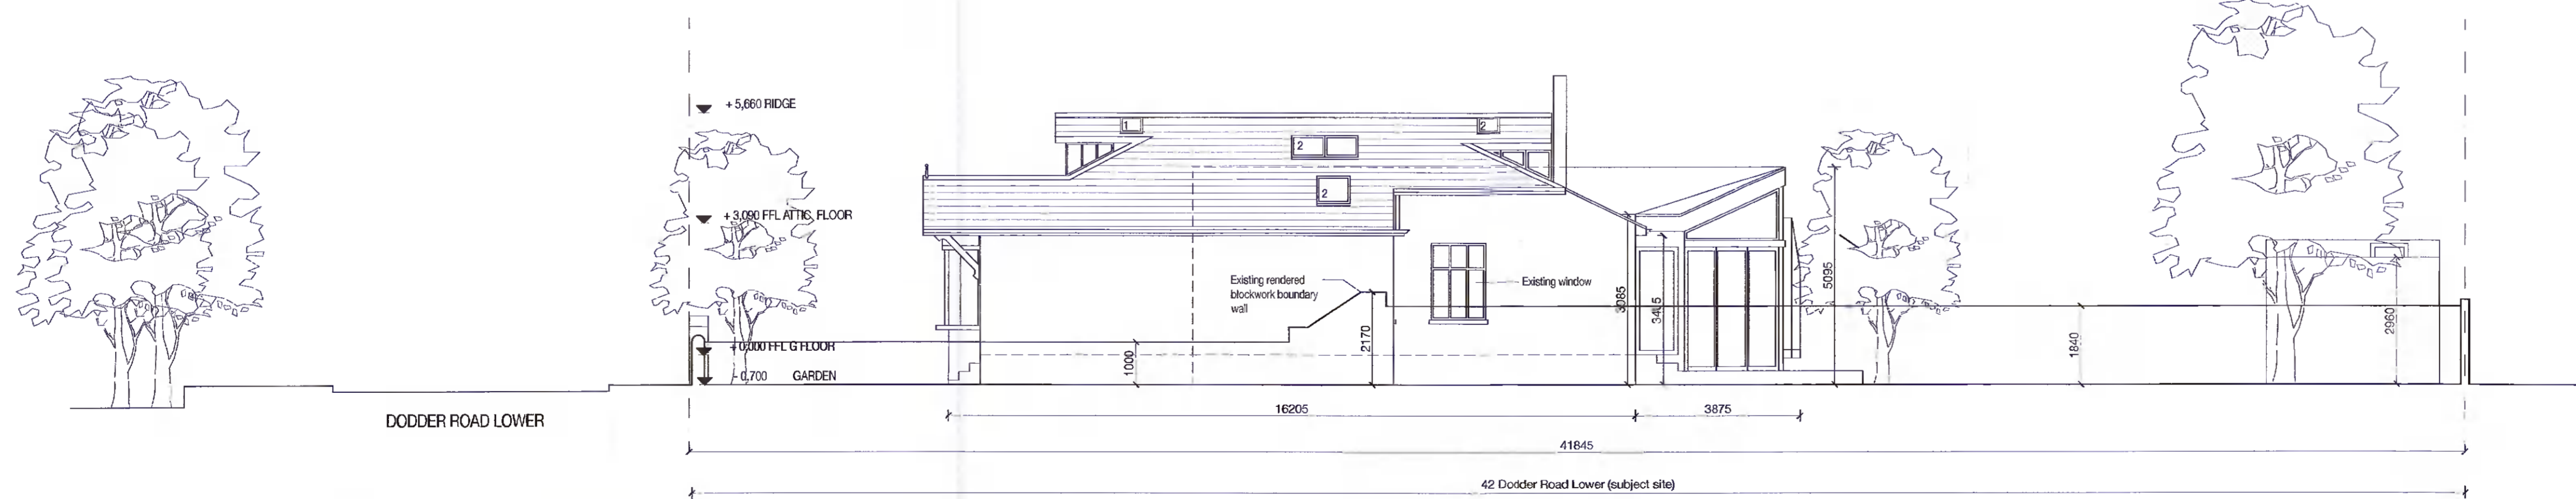 + 5,660 RIDGE
1
2
2
2
+ 3,090 FFL ATTIC FLOOR
Existing rendered
blockwork boundary
wall
Existing window
+ 0,000 FFL G FLOOR
- 0,700 GARDEN
1000
2170
3415
5095
1840
2960
DODDER ROAD LOWER
16205
3875
41845
42 Dodder Road Lower (subject site)